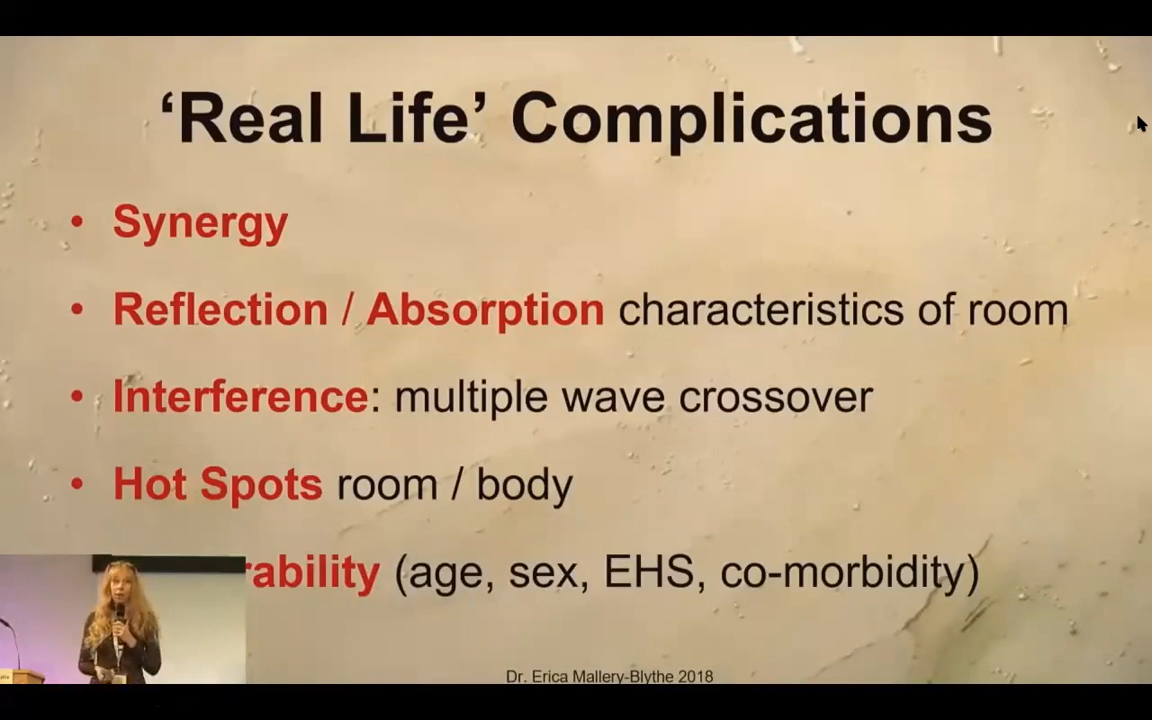 ‘Real Life’ Complications
• Synergy
• Reflection / Absorption characteristics of room
• Interference: multiple wave crossover
• Hot Spots room / body
rability (age, sex, EHS, co-morbidity)
Dr. Erica Mallery-Blythe 2018